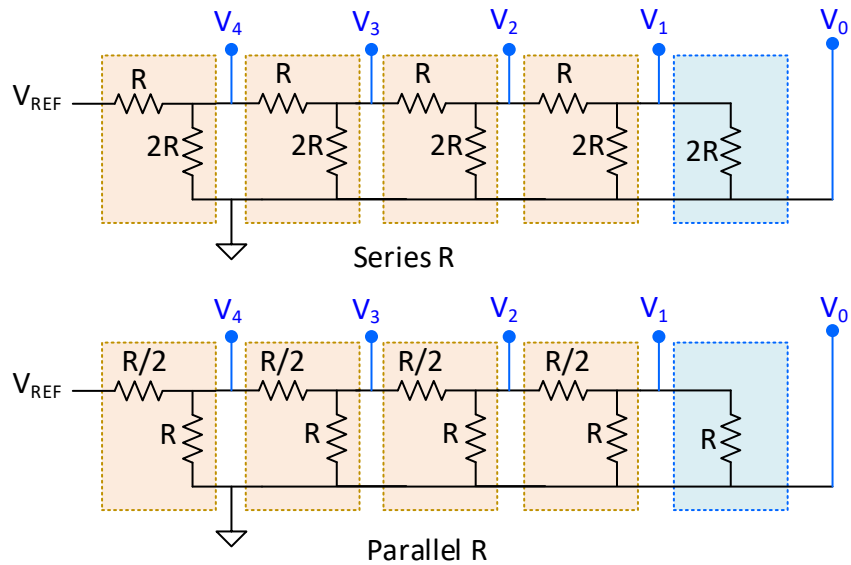 V4 V3 V2 V1 V0
R R R R
VREF
2R 2R 2R 2R 2R
Series R
V4 V3 V2 V1 V0
R/2 R/2 R/2 R/2
VREF
R R R R R
Parallel R